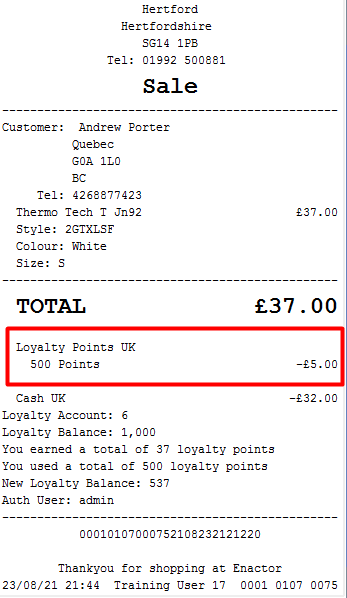 Hertford
Hertfordshire
SG14 1PB
Tel: 01992 500881
Sale
Customer: Andrew Porter
Quebec
G0A 1L0
BC
Tel: 4268877423
Thermo Tech T Jn92 £37.00
Style: 2GTXLSF
Colour: White
Size: S
TOTAL £37.00
Loyalty Points UK
500 Points -£5.00
Cash UK -£32.00
Loyalty Account: 6
Loyalty Balance: 1,000
You earned a total of 37 loyalty points
You used a total of 500 loyalty points
New Loyalty Balance: 537
Auth User: admin
00010107000752108232121220
Thankyou for shopping at Enactor
23/08/21 21:44 Training User 17 0001 0107 0075